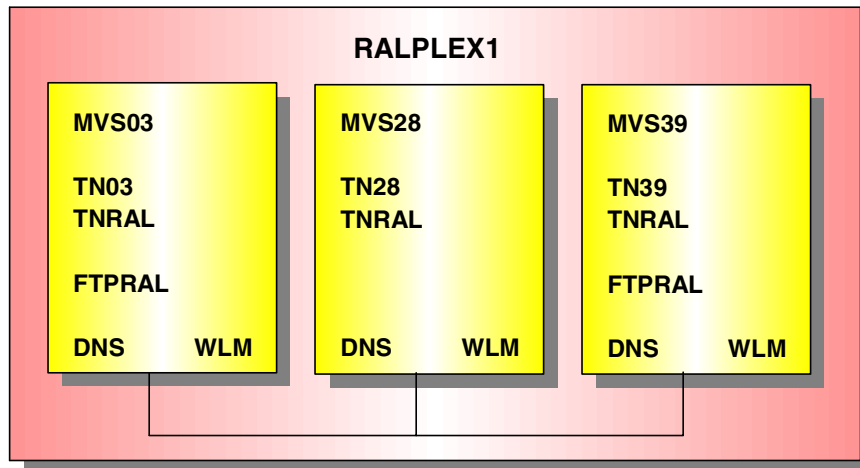 RALPLEX1
MVS03
TN03
TNRAL
FTPRAL
DNS WLM
MVS28
TN28
TNRAL
DNS WLM
MVS39
TN39
TNRAL
FTPRAL
DNS WLM